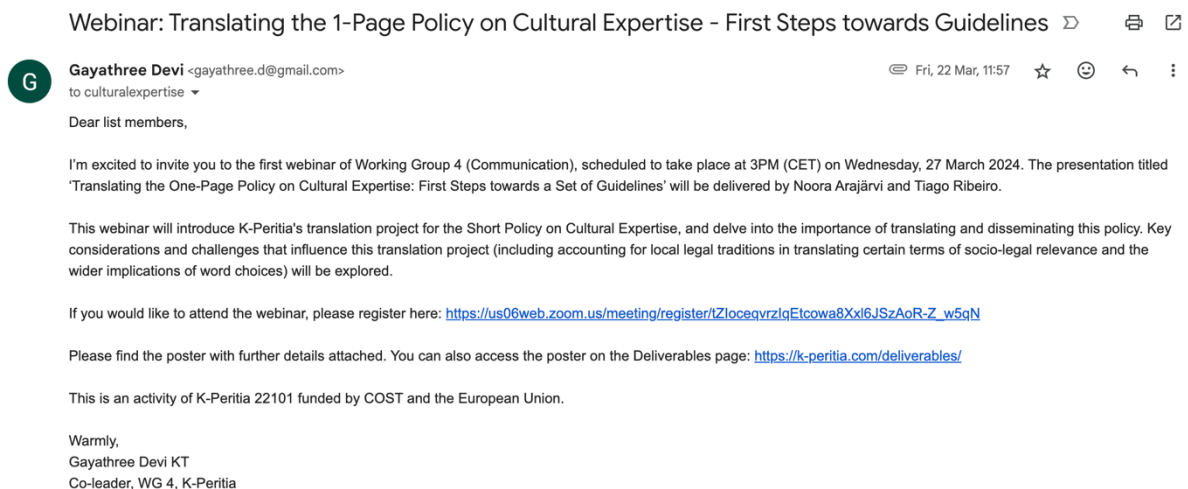 Webinar: Translating the 1-Page Policy on Cultural Expertise - First Steps towards Guidelines
G
Gayathree Devi <gayathree.d@gmail.com>
Fri, 22 Mar, 11:57
to culturalexpertise
Dear list members,
I'm excited to invite you to the first webinar of Working Group 4 (Communication), scheduled to take place at 3PM (CET) on Wednesday, 27 March 2024. The presentation titled
'Translating the One-Page Policy on Cultural Expertise: First Steps towards a Set of Guidelines' will be delivered by Noora Arajärvi and Tiago Ribeiro.
This webinar will introduce K-Peritia's translation project for the Short Policy on Cultural Expertise, and delve into the importance of translating and disseminating this policy. Key
considerations and challenges that influence this translation project (including accounting for local legal traditions in translating certain terms of socio-legal relevance and the
wider implications of word choices) will be explored.
If you would like to attend the webinar, please register here: https://us06web.zoom.us/meeting/register/tZIoceqvrzIqEtcowa8Xxl6JSzAoR-Z_w5qN
Please find the poster with further details attached. You can also access the poster on the Deliverables page: https://k-peritia.com/deliverables/
This is an activity of K-Peritia 22101 funded by COST and the European Union.
Warmly,
Gayathree Devi KT
Co-leader, WG 4, K-Peritia